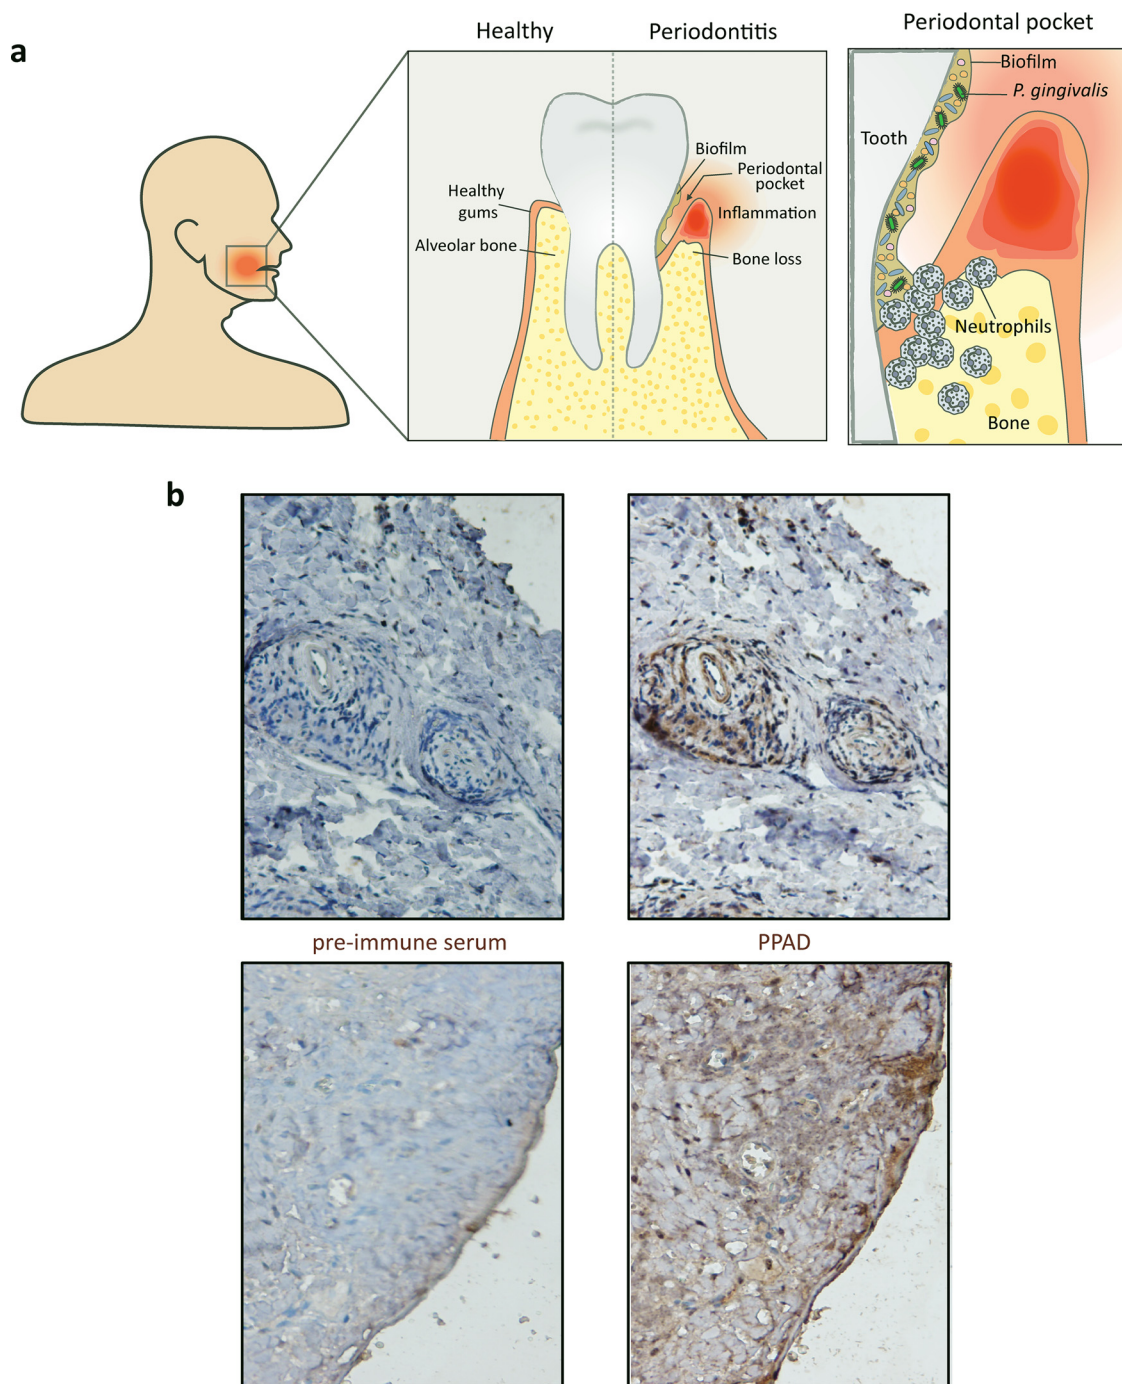 a
Healthy
Periodontitis
Periodontal pocket
Biofilm
Periodontal
pocket
Inflammation
Healthy
gums
Alveolar bone
Bone loss
Biofilm
P. gingivalis
Tooth
Neutrophils
Bone
b
pre-immune serum
PPAD